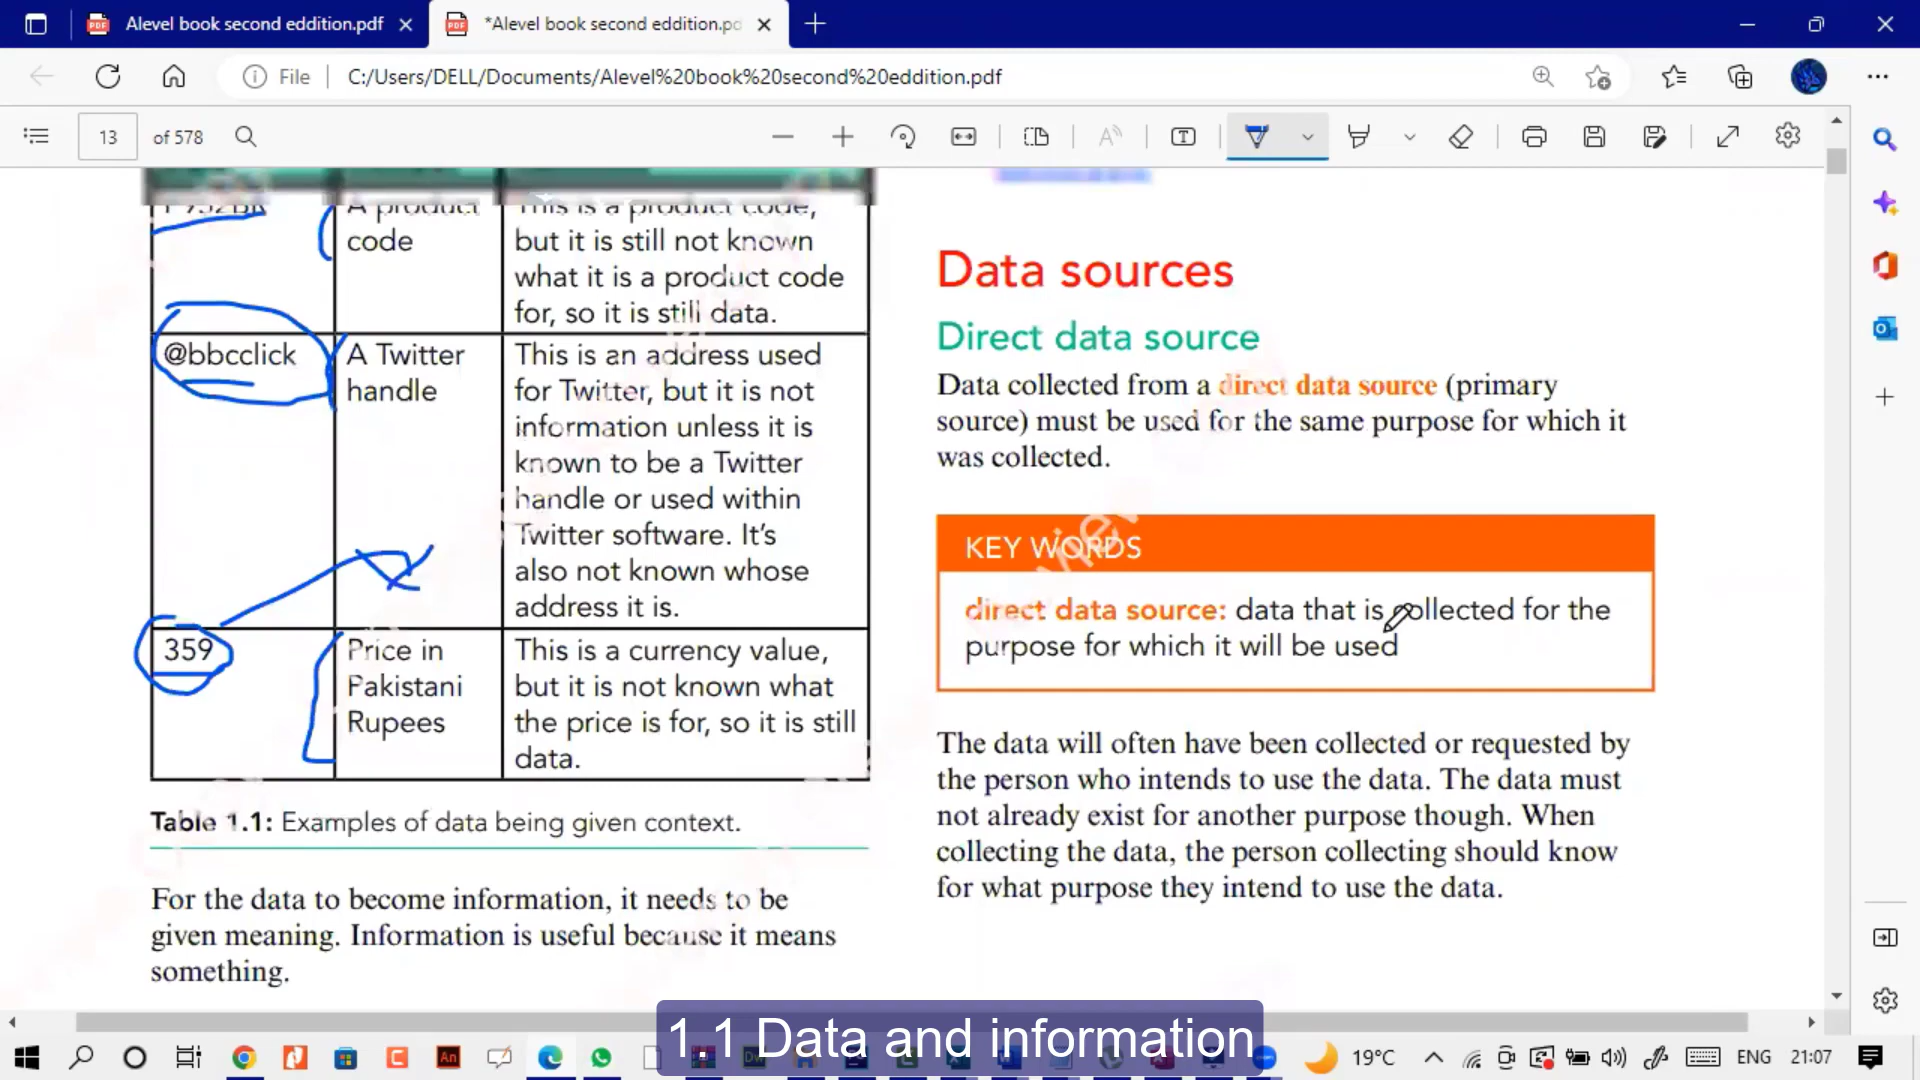 Alevel book second eddition.pdf
*Alevel book second eddition.pd
File
C:/Users/DELL/Documents/Alevel%20book%20second%20eddition.pdf
13
of 578
A product
code
This is a product code,
but it is still not known
what it is a product code
for, so it is still data.
@bbcclick
A Twitter
handle
This is an address used
for Twitter, but it is not
information unless it is
known to be a Twitter
handle or used within
Twitter software. It’s
also not known whose
address it is.
359
Price in
Pakistani
Rupees
This is a currency value,
but it is not known what
the price is for, so it is still
data.
Table 1.1: Examples of data being given context.
For the data to become information, it needs to be
given meaning. Information is useful because it means
something.
Data sources
Direct data source
Data collected from a direct data source (primary
source) must be used for the same purpose for which it
was collected.
KEY WORDS
direct data source: data that is collected for the
purpose for which it will be used
The data will often have been collected or requested by
the person who intends to use the data. The data must
not already exist for another purpose though. When
collecting the data, the person collecting should know
for what purpose they intend to use the data.
1.1 Data and information
19°C
ENG
21:07